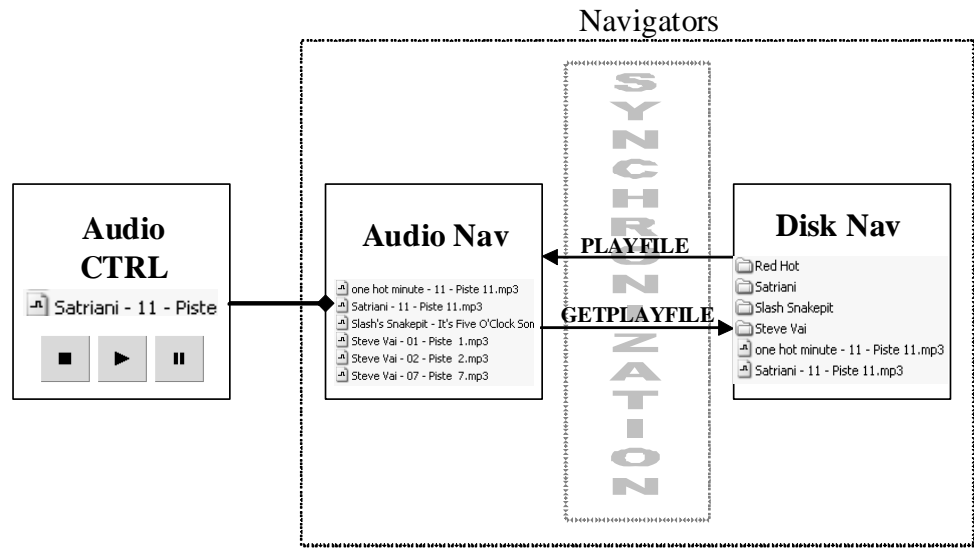 Navigators
Audio
CTRL
Satriani - 11 - Piste
Audio Nav
one hot minute - 11 - Piste 11.mp3
Satriani - 11 - Piste 11.mp3
Slash's Snakepit - It's Five O'Clock Son
Steve Vai - 01 - Piste 1.mp3
Steve Vai - 02 - Piste 2.mp3
Steve Vai - 07 - Piste 7.mp3
SYNCHRONIZATION
PLAYFILE
GETPLAYFILE
Disk Nav
Red Hot
Satriani
Slash Snakepit
Steve Vai
one hot minute - 11 - Piste 11.mp3
Satriani - 11 - Piste 11.mp3